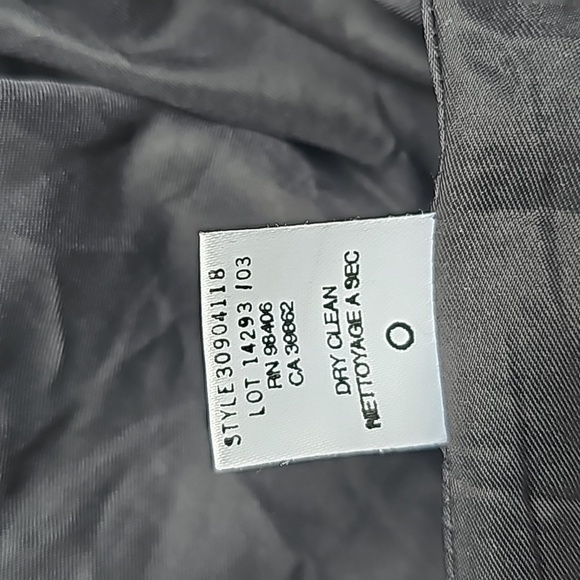 STYLE 30904118
LOT 14293 /03
RN 98406
CA 39862
DRY CLEAN
NETTOYAGE A SEC